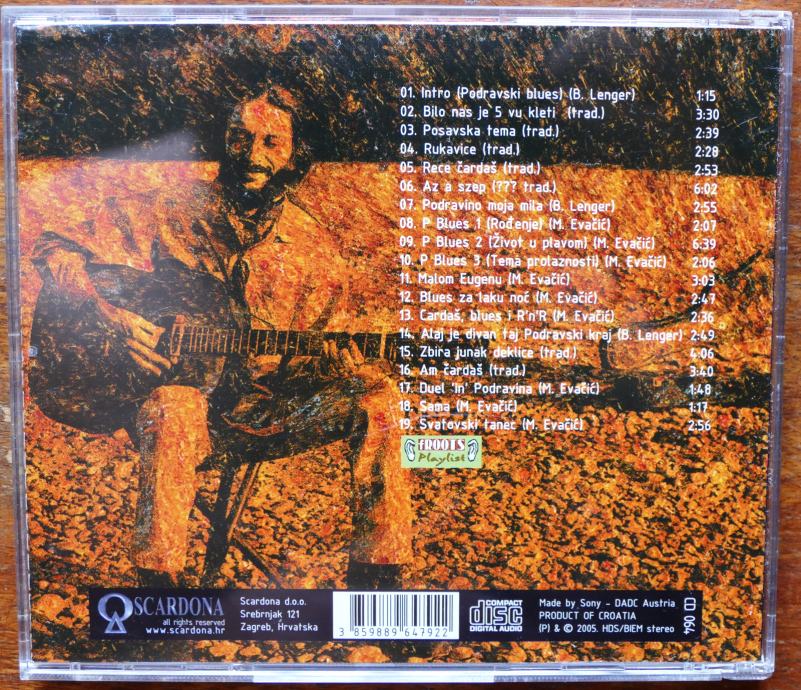 01. Intro (Podravski blues) (B. Lenger) 1:15
02. Bilo nas je 5 vu kleti (trad.) 3:30
03. Posavska tema (trad.) 2:39
04. Rukavice (trad.) 2:28
05. Rece čardaš (trad.) 2:53
06. Az a szep (??? trad.) 6:02
07. Podravino moja mila (B. Lenger) 2:55
08. P Blues 1 (Rođenje) (M. Evačić) 2:07
09. P Blues 2 (Život u plavom) (M. Evačić) 6:39
10. P Blues 3 (Tema prolaznosti) (M. Evačić) 2:06
11. Malom Eugenu (M. Evačić) 3:03
12. Blues za laku noć (M. Evačić) 2:47
13. Čardaš, blues i R'n'R (M. Evačić) 2:36
14. Alaj je divan taj Podravski kraj (B. Lenger) 2:49
15. Zbira junak deklice (trad.) 4:06
16. Am čardaš (trad.) 3:40
17. Duel 'in' Podravina (M. Evačić) 1:48
18. Sama (M. Evačić) 1:17
19. Svatovski tanec (M. Evačić) 2:56
fROOTS
Playlist
SCARDONA
all rights reserved
www.scardona.hr
Scardona d.o.o.
Srebrnjak 121
Zagreb, Hrvatska
3 859889 647922
COMPACT
disc
DIGITAL AUDIO
Made by Sony - DADC Austria
PRODUCT OF CROATIA
(P) & © 2005. HDS/BIEM stereo
CD 064